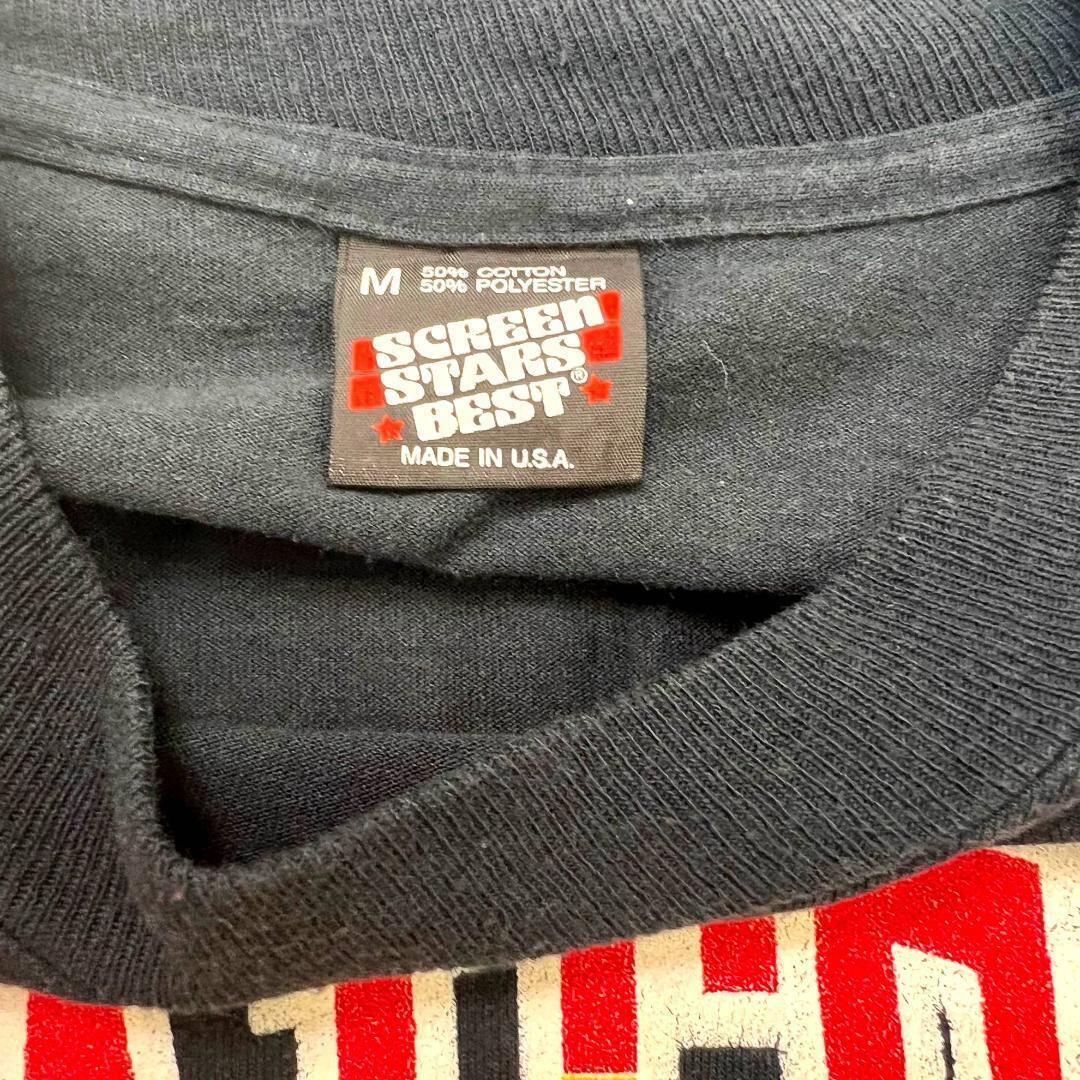 M 50% COTTON
50% POLYESTER
SCREEN
STARS
BEST®
MADE IN U.S.A.